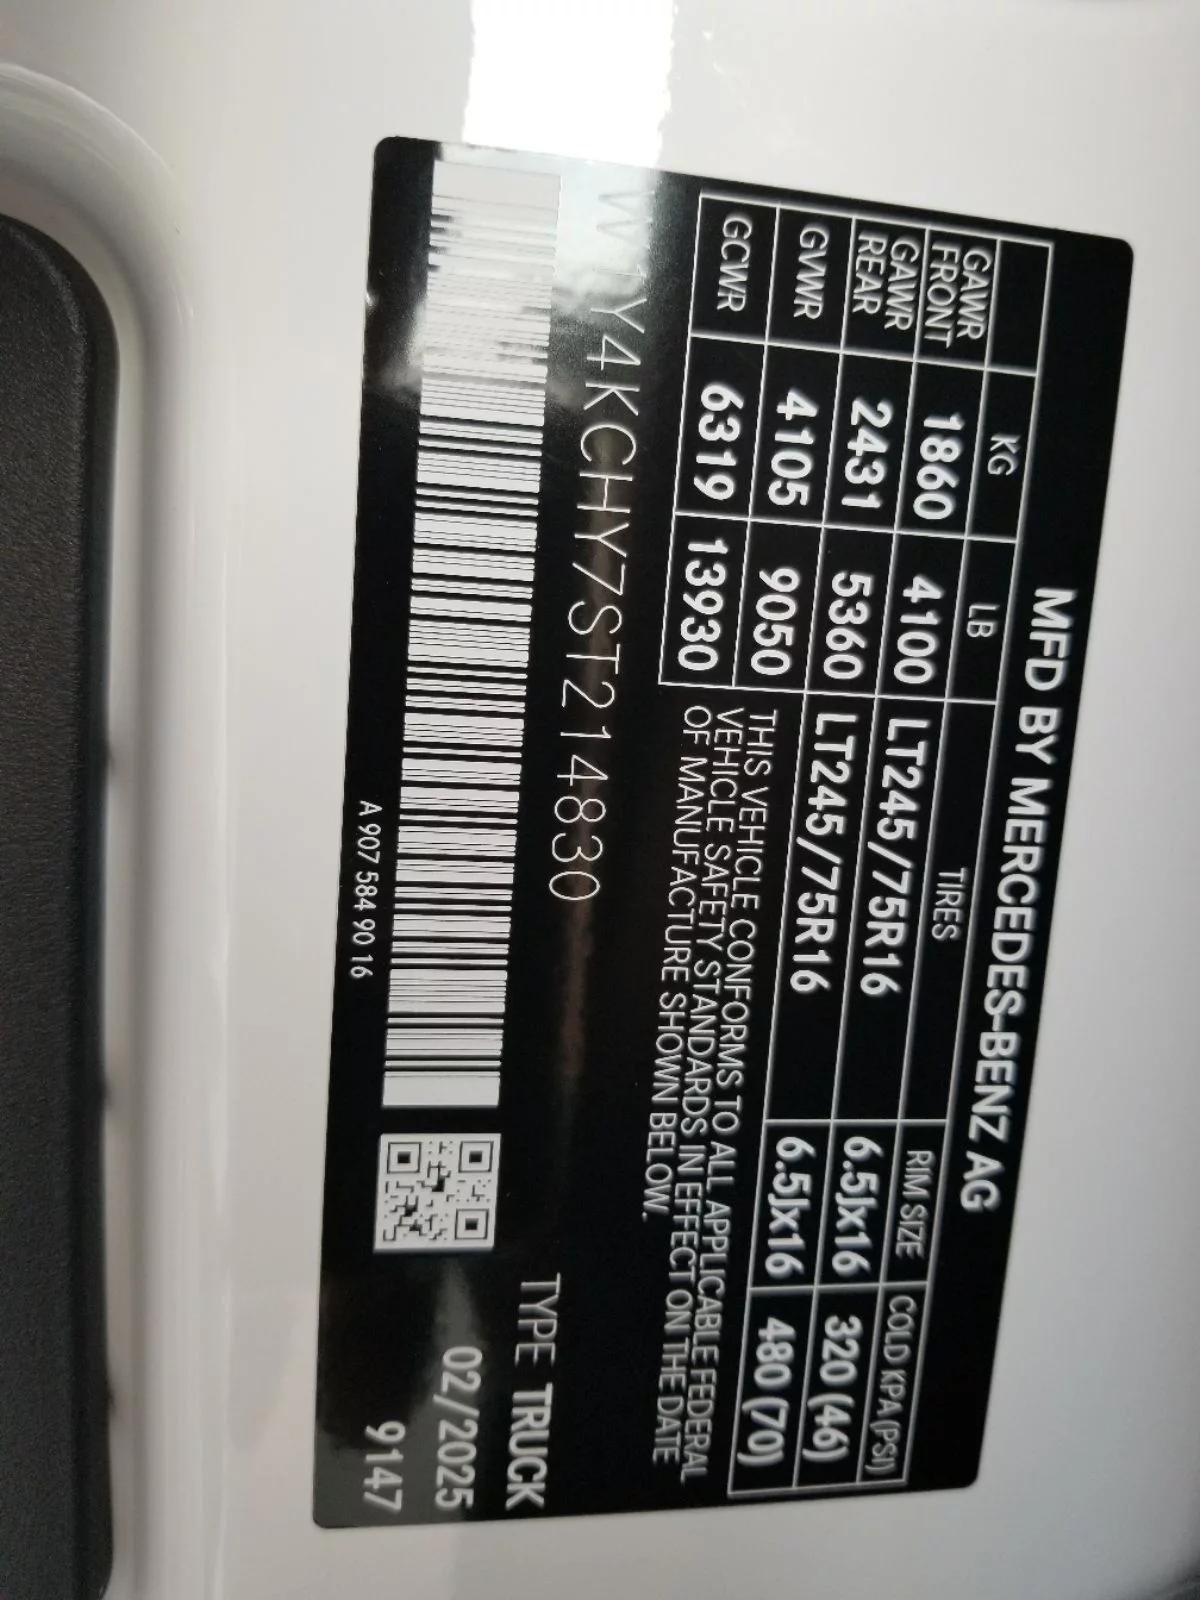 MFD BY MERCEDES-BENZ AG
KG LB TIRES RIM SIZE COLD KPA (PSI)
GAWR FRONT 1860 4100 LT245/75R16 6.5Jx16 320 (46)
GAWR REAR 2431 5360 LT245/75R16 6.5Jx16 480 (70)
GVWR 4105 9050
GCWR 6319 13930
THIS VEHICLE CONFORMS TO ALL APPLICABLE FEDERAL
VEHICLE SAFETY STANDARDS IN EFFECT ON THE DATE
OF MANUFACTURE SHOWN BELOW.
W1Y4KCHY7ST214830
TYPE TRUCK
02/2025
9147
A 907 584 90 16